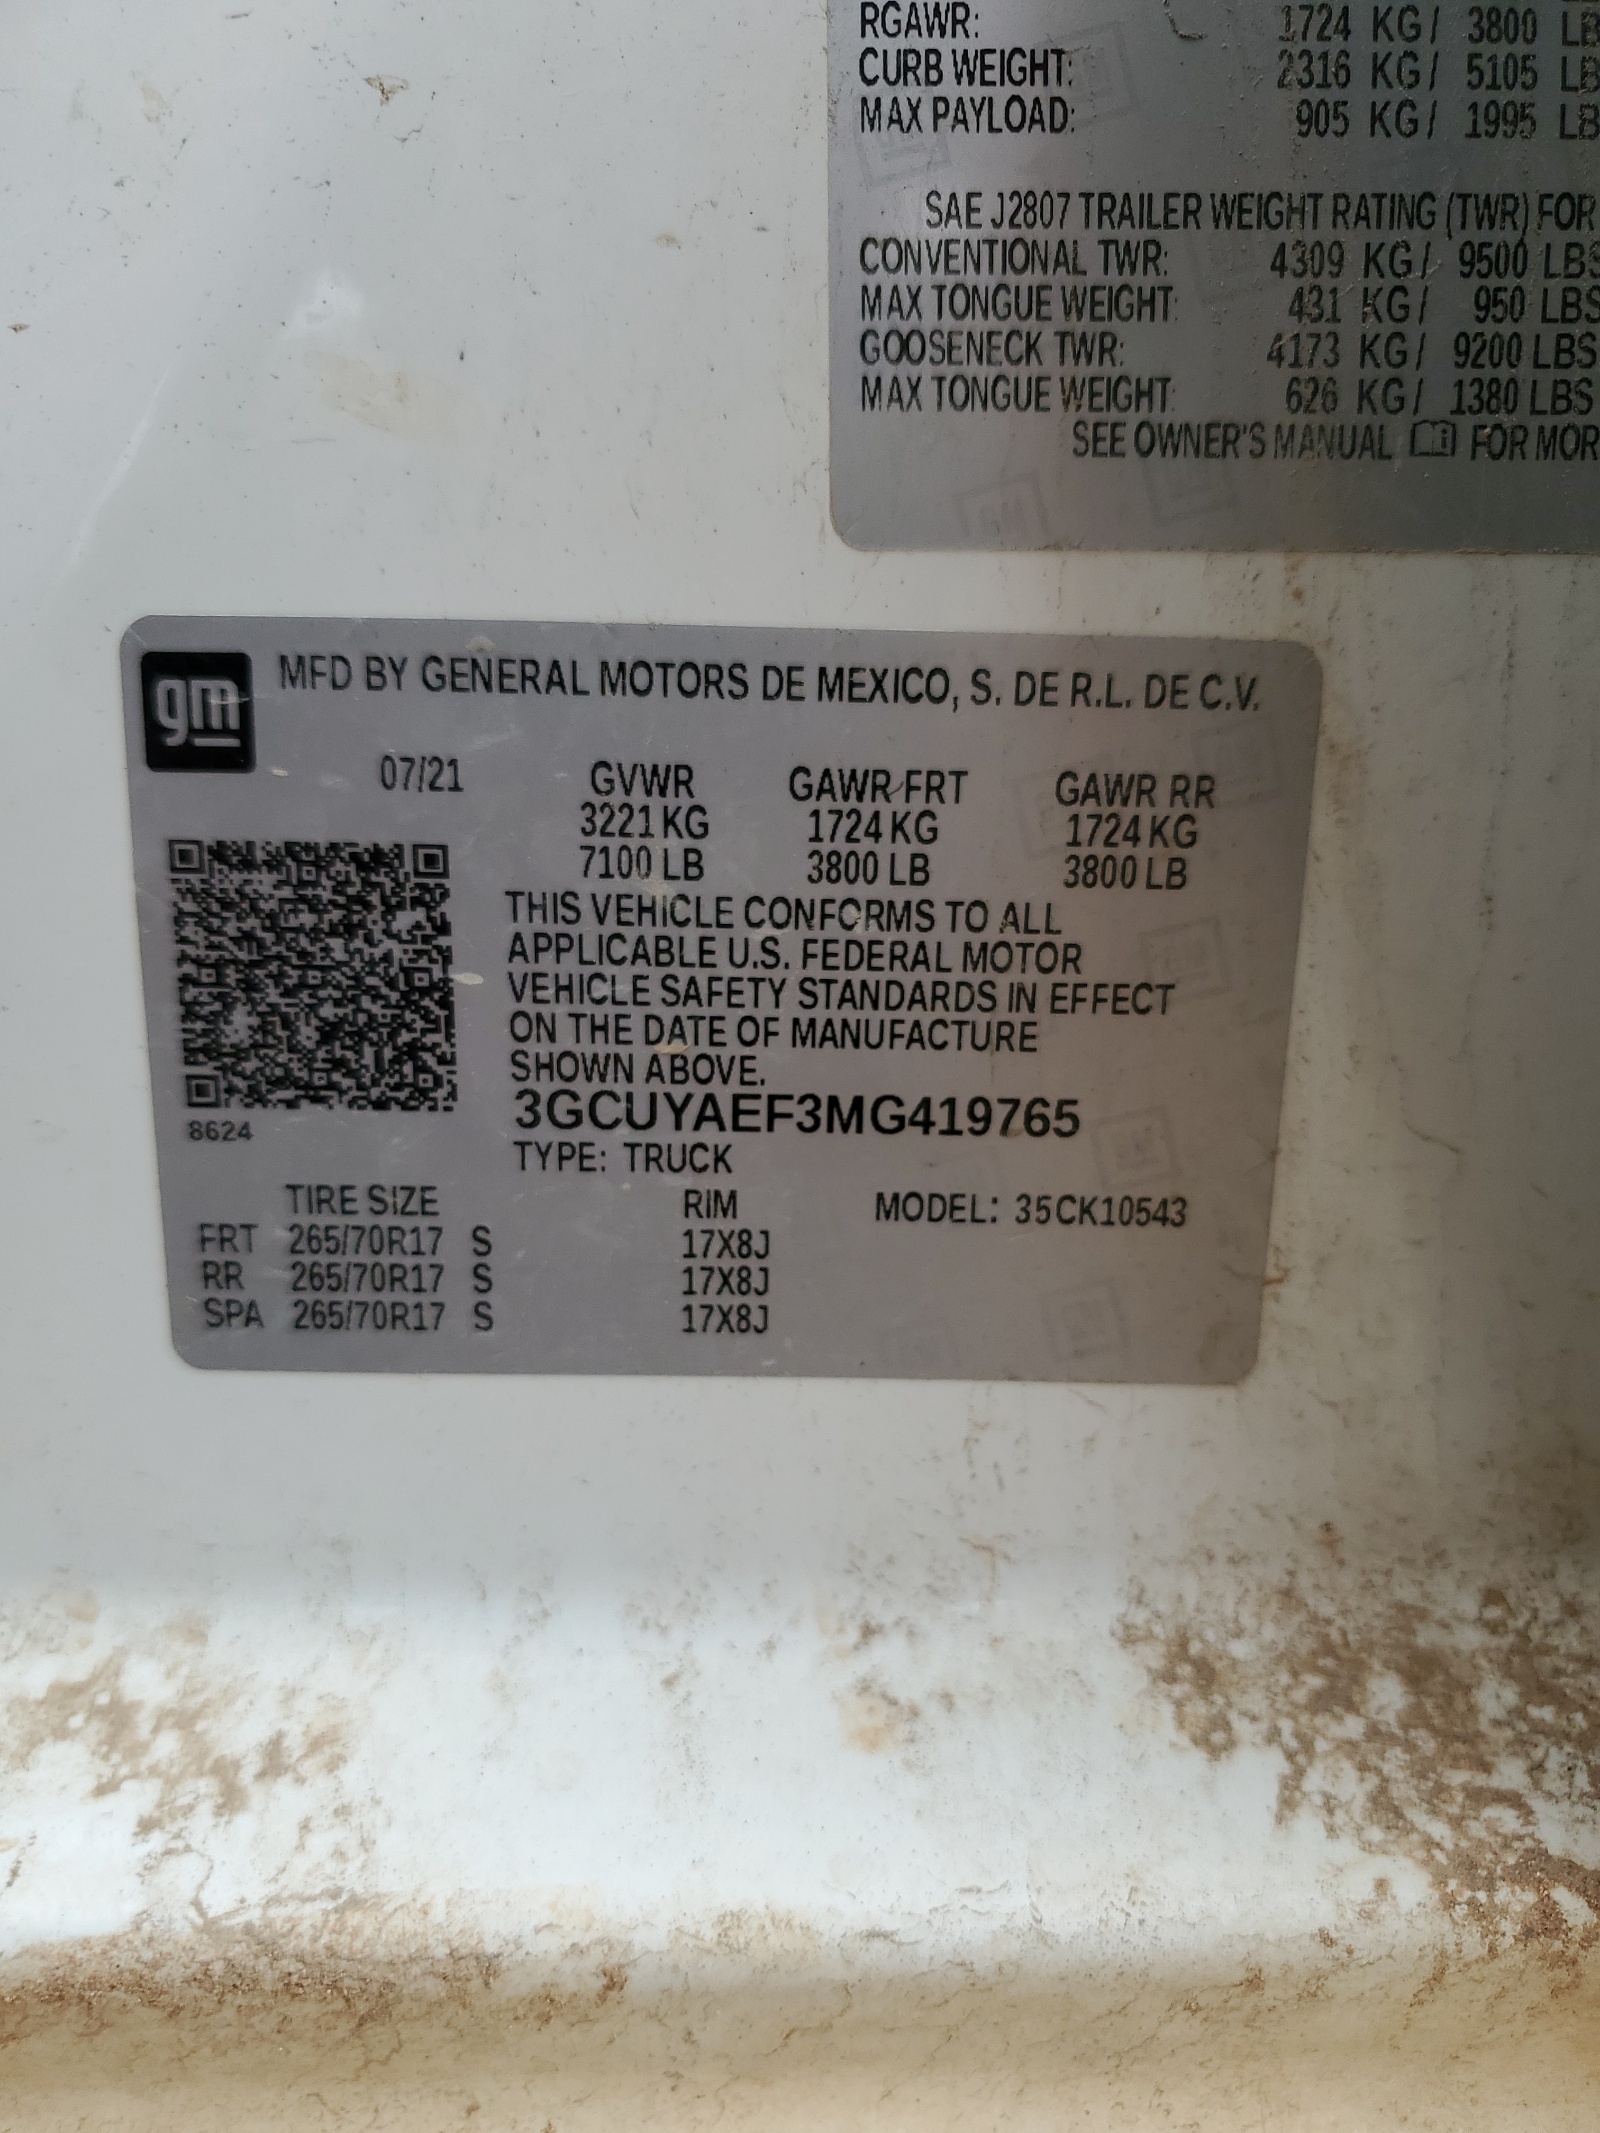 RGAWR: 1724 KG/ 3800 LB
CURB WEIGHT: 2316 KG/ 5105 LB
MAX PAYLOAD: 905 KG/ 1995 LB
SAE J2807 TRAILER WEIGHT RATING (TWR) FOR
CONVENTIONAL TWR: 4309 KG/ 9500 LBS
MAX TONGUE WEIGHT: 431 KG/ 950 LBS
GOOSENECK TWR: 4173 KG/ 9200 LBS
MAX TONGUE WEIGHT: 626 KG/ 1380 LBS
SEE OWNER'S MANUAL FOR MOR
gm MFD BY GENERAL MOTORS DE MEXICO, S. DE R.L. DE C.V.
07/21 GVWR GAWR FRT GAWR RR
3221 KG 1724 KG 1724 KG
7100 LB 3800 LB 3800 LB
THIS VEHICLE CONFORMS TO ALL
APPLICABLE U.S. FEDERAL MOTOR
VEHICLE SAFETY STANDARDS IN EFFECT
ON THE DATE OF MANUFACTURE
SHOWN ABOVE.
3GCUYAEF3MG419765
8624
TYPE: TRUCK
TIRE SIZE RIM MODEL: 35CK10543
FRT 265/70R17 S 17X8J
RR 265/70R17 S 17X8J
SPA 265/70R17 S 17X8J